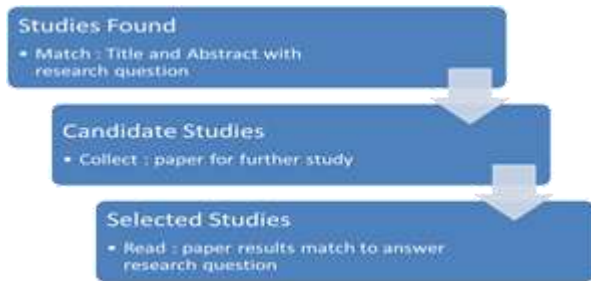 Studies Found
• Match : Title and Abstract with
research question
Candidate Studies
• Collect : paper for further study
Selected Studies
• Read : paper results match to answer
research question